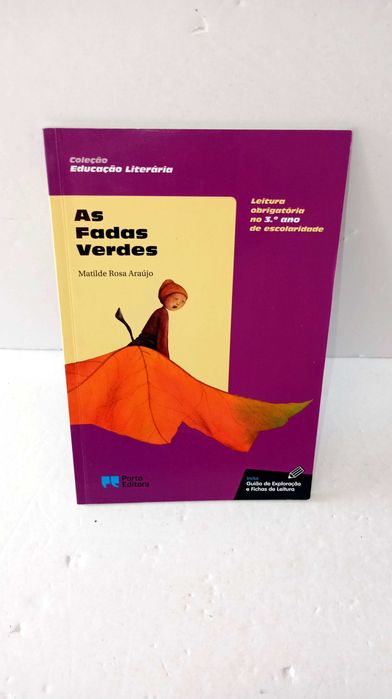 Coleção
Educação Literária
Leitura
obrigatória
no 3.º ano
de escolaridade
As
Fadas
Verdes
Matilde Rosa Araújo
Porto
Editora
Inclui
Guião de Exploração
e Fichas de Leitura